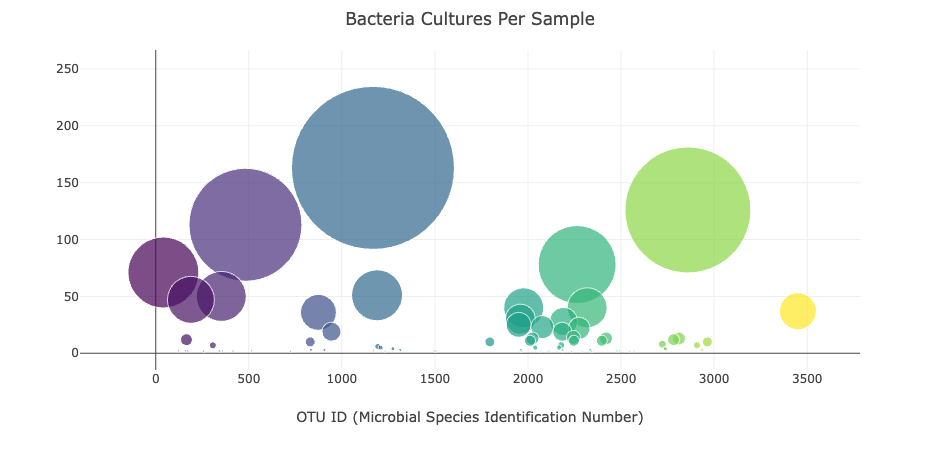 Bacteria Cultures Per Sample
250
200
150
100
50
0
0 500 1000 1500 2000 2500 3000 3500
OTU ID (Microbial Species Identification Number)